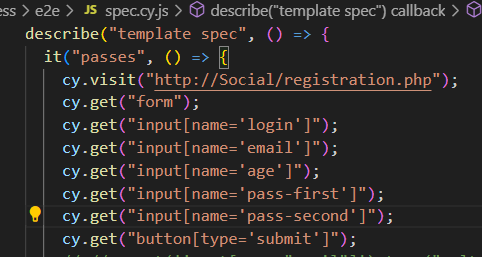 ess > e2e > JS spec.cy.js > describe("template spec") callback >
describe("template spec", () => {
it("passes", () => {
cy.visit("http://Social/registration.php");
cy.get("form");
cy.get("input[name='login']");
cy.get("input[name='email']");
cy.get("input[name='age']");
cy.get("input[name='pass-first']");
cy.get("input[name='pass-second']");
cy.get("button[type='submit']");